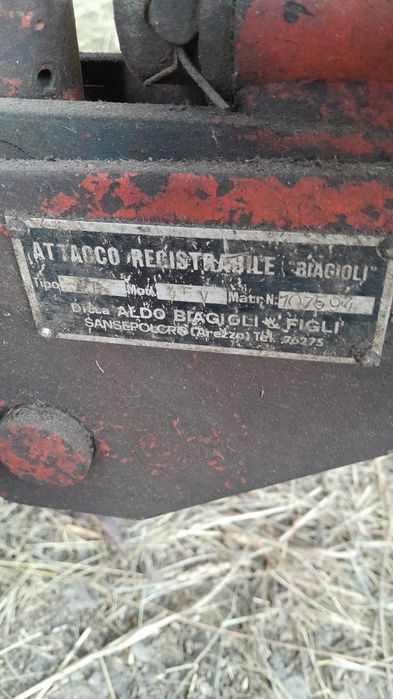 ATTACCO REGISTRABILE "BIAGIOLI"
Tipo Mod. Matr. N. 107504
Ditta ALDO BIAGIOLI & FIGLI
SANSEPOLCRO (Arezzo) Tel. 76275